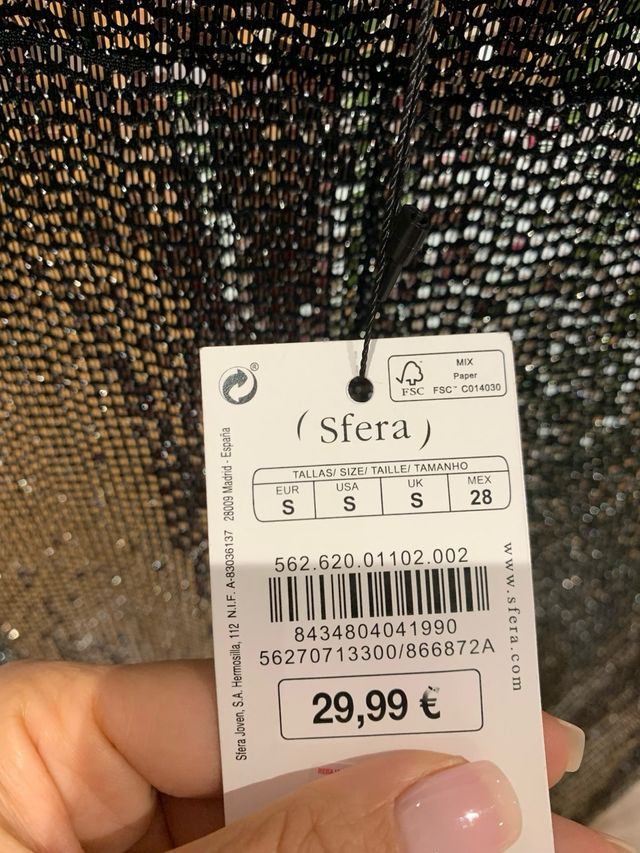 MIX
Paper
FSC
FSC™ C014030
(Sfera)
TALLAS/ SIZE/ TAILLE/ TAMANHO
EUR USA UK MEX
S S S 28
562.620.01102.002
8434804041990
56270713300/866872A
29,99 €
www.sfera.com
Sfera Joven, S.A. Hermosilla, 112 N.I.F. A-83036137 28009 Madrid - España